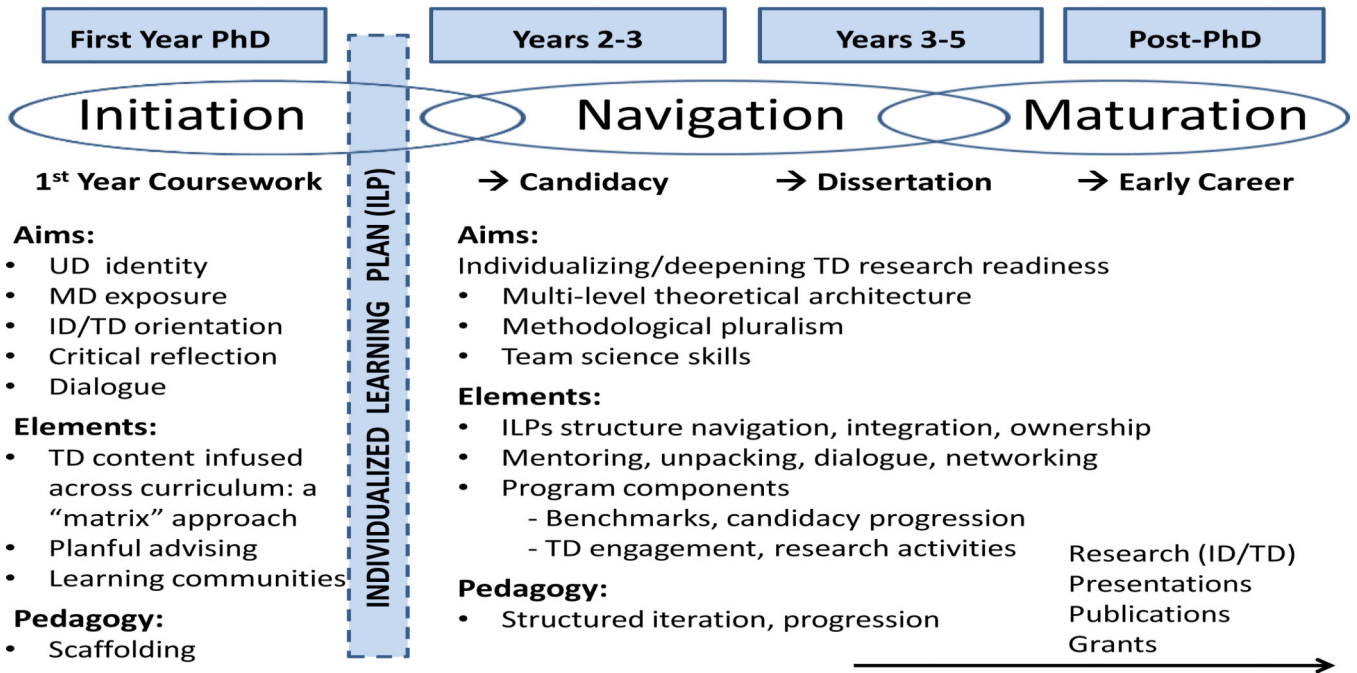 First Year PhD
Years 2-3
Years 3-5
Post-PhD
Initiation
Navigation
Maturation
INDIVIDUALIZED LEARNING PLAN (ILP)
1st Year Coursework
→ Candidacy
→ Dissertation
→ Early Career
Aims:
• UD identity
• MD exposure
• ID/TD orientation
• Critical reflection
• Dialogue
Elements:
• TD content infused
across curriculum: a
“matrix” approach
• Planful advising
• Learning communities
Pedagogy:
• Scaffolding
Aims:
Individualizing/deepening TD research readiness
• Multi-level theoretical architecture
• Methodological pluralism
• Team science skills
Elements:
• ILPs structure navigation, integration, ownership
• Mentoring, unpacking, dialogue, networking
• Program components
- Benchmarks, candidacy progression
- TD engagement, research activities
Pedagogy:
• Structured iteration, progression
Research (ID/TD)
Presentations
Publications
Grants